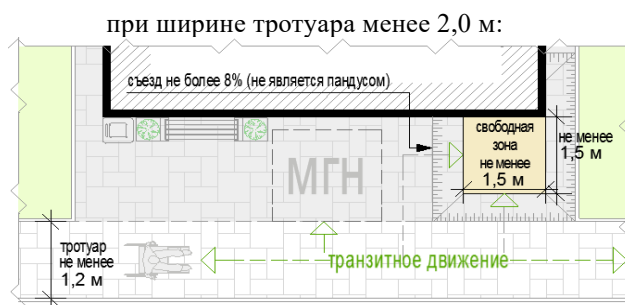 при ширине тротуара менее 2,0 м:
съезд не более 8% (не является пандусом)
свободная
зона
не менее
1,5 м
не менее
1,5 м
МГН
тротуар
не менее
1,2 м
транзитное движение